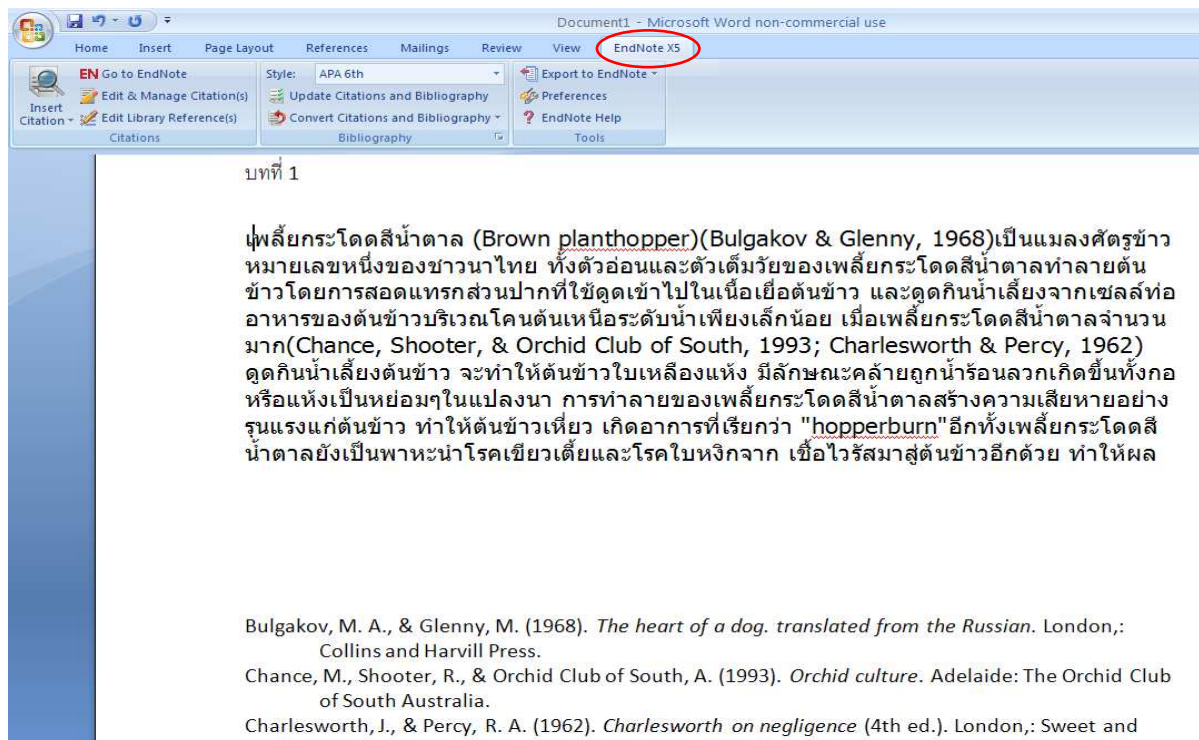 Document1 - Microsoft Word non-commercial use
Home Insert Page Layout References Mailings Review View EndNote X5
EN Go to EndNote Style: APA 6th Export to EndNote
Edit & Manage Citation(s) Update Citations and Bibliography Preferences
Insert Citation Edit Library Reference(s) Convert Citations and Bibliography ? EndNote Help
Citations Bibliography Tools
บทที่ 1
เพลี้ยกระโดดสีน้ำตาล (Brown planthopper)(Bulgakov & Glenny, 1968)เป็นแมลงศัตรูข้าว
หมายเลขหนึ่งของชาวนาไทย ทั้งตัวอ่อนและตัวเต็มวัยของเพลี้ยกระโดดสีน้ำตาลทำลายต้น
ข้าวโดยการสอดแทรกส่วนปากที่ใช้ดูดเข้าไปในเนื้อเยื่อต้นข้าว และดูดกินน้ำเลี้ยงจากเซลล์ท่อ
อาหารของต้นข้าวบริเวณโคนต้นเหนือระดับน้ำเพียงเล็กน้อย เมื่อเพลี้ยกระโดดสีน้ำตาลจำนวน
มาก(Chance, Shooter, & Orchid Club of South, 1993; Charlesworth & Percy, 1962)
ดูดกินน้ำเลี้ยงต้นข้าว จะทำให้ต้นข้าวใบเหลืองแห้ง มีลักษณะคล้ายถูกน้ำร้อนลวกเกิดขึ้นทั้งกอ
หรือแห้งเป็นหย่อมๆในแปลงนา การทำลายของเพลี้ยกระโดดสีน้ำตาลสร้างความเสียหายอย่าง
รุนแรงแก่ต้นข้าว ทำให้ต้นข้าวเหี่ยว เกิดอาการที่เรียกว่า "hopperburn"อีกทั้งเพลี้ยกระโดดสี
น้ำตาลยังเป็นพาหะนำโรคเขียวเตี้ยและโรคใบหงิกจาก เชื้อไวรัสมาสู่ต้นข้าวอีกด้วย ทำให้ผล
Bulgakov, M. A., & Glenny, M. (1968). The heart of a dog. translated from the Russian. London,:
Collins and Harvill Press.
Chance, M., Shooter, R., & Orchid Club of South, A. (1993). Orchid culture. Adelaide: The Orchid Club
of South Australia.
Charlesworth, J., & Percy, R. A. (1962). Charlesworth on negligence (4th ed.). London,: Sweet and